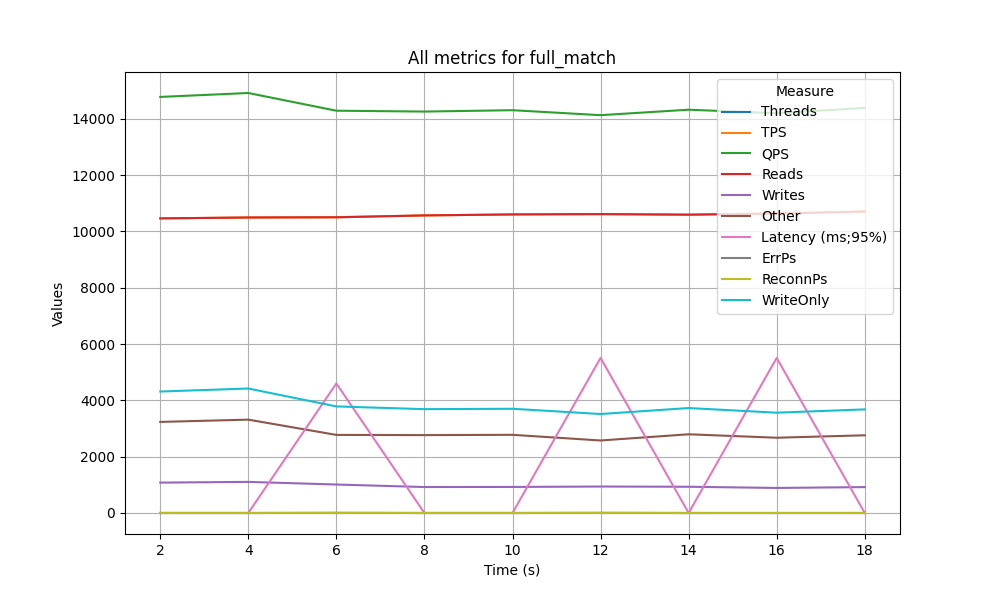 All metrics for full_match
Measure
Threads
TPS
QPS
Reads
Writes
Other
Latency (ms;95%)
ErrPs
ReconnPs
WriteOnly
Values
14000
12000
10000
8000
6000
4000
2000
0
2 4 6 8 10 12 14 16 18
Time (s)